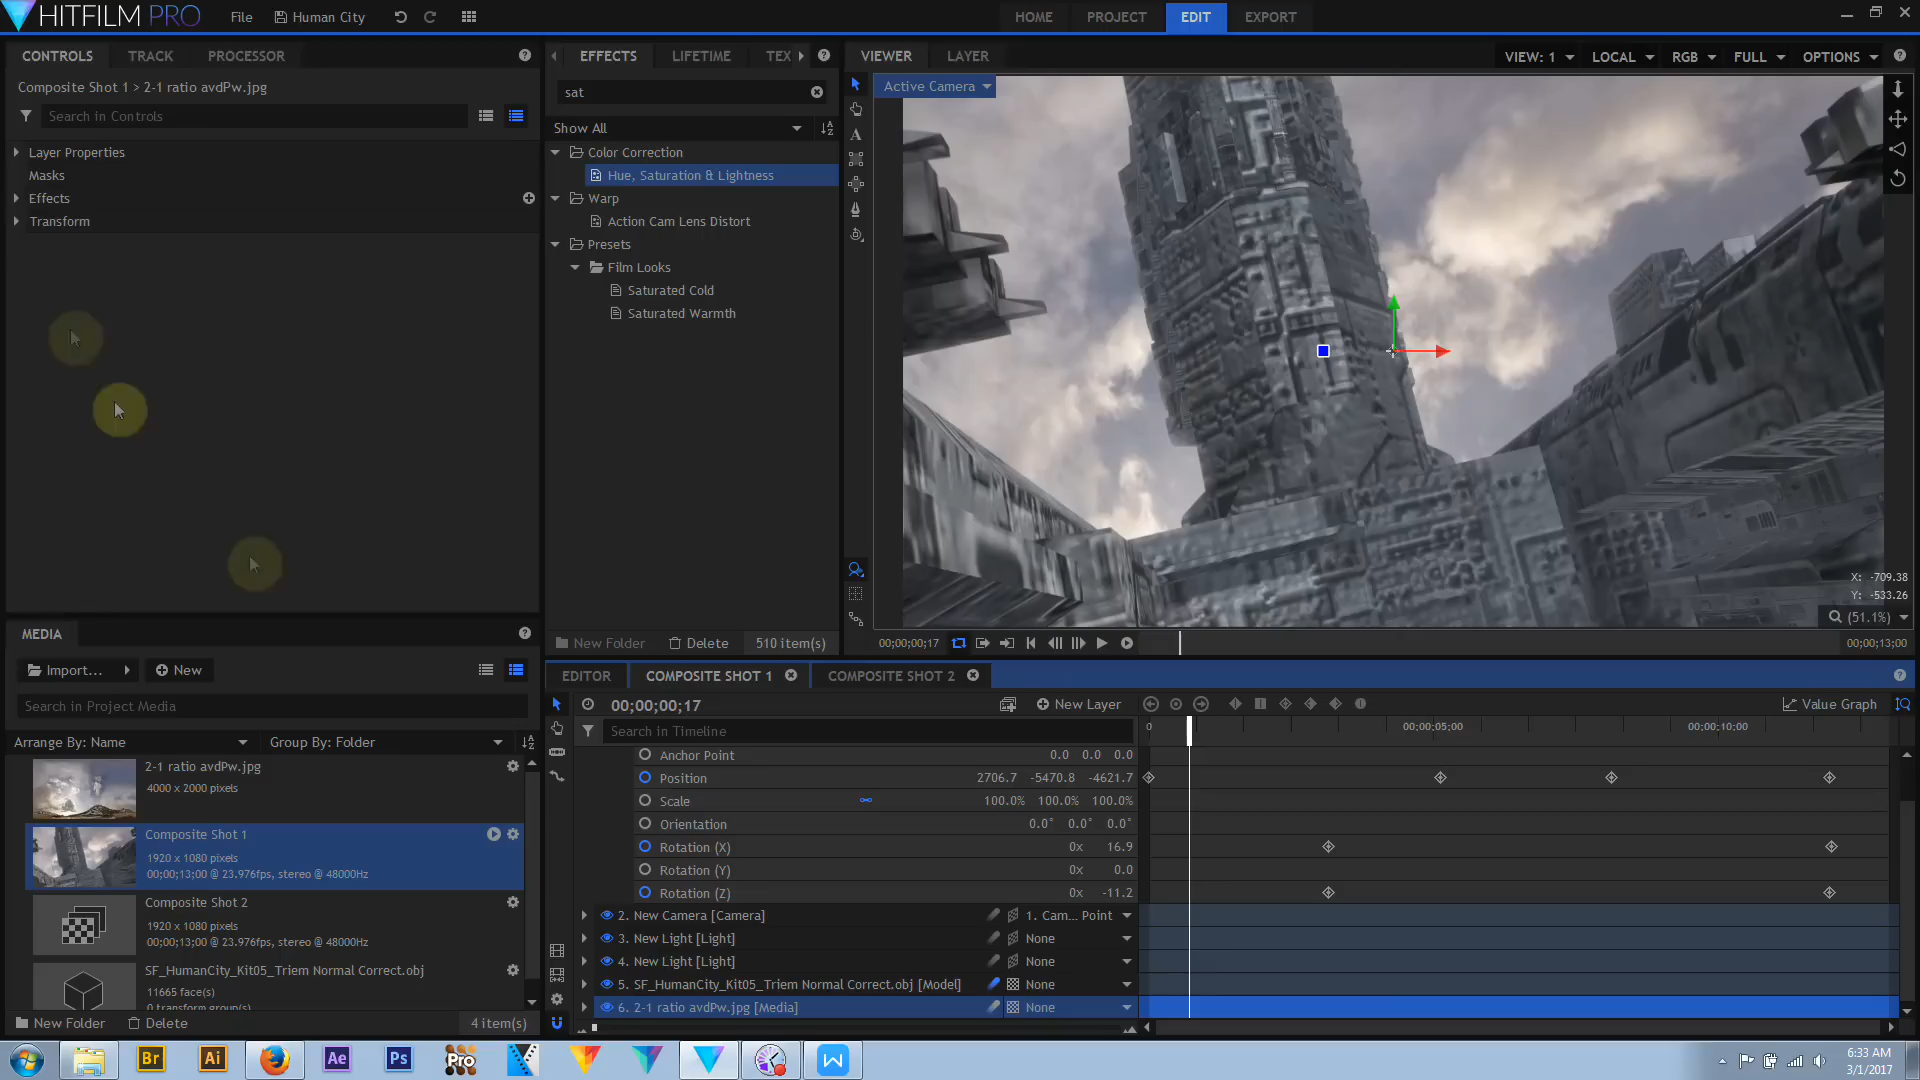 HITFILM PRO
File
Human City
HOME
PROJECT
EDIT
EXPORT
CONTROLS
TRACK
PROCESSOR
Composite Shot 1 > 2-1 ratio avdPw.jpg
Search in Controls
Layer Properties
Masks
Effects
Transform
EFFECTS
LIFETIME
TEX
sat
Show All
Color Correction
Hue, Saturation & Lightness
Warp
Action Cam Lens Distort
Presets
Film Looks
Saturated Cold
Saturated Warmth
New Folder
Delete
510 item(s)
VIEWER
LAYER
VIEW: 1
LOCAL
RGB
FULL
OPTIONS
Active Camera
X: -709.38
Y: -533.26
(51.1%)
00;00;00;17
00;00;13;00
MEDIA
Import...
New
Search in Project Media
Arrange By: Name
Group By: Folder
2-1 ratio avdPw.jpg
4000 x 2000 pixels
Composite Shot 1
1920 x 1080 pixels
00;00;13;00 @ 23.976fps, stereo @ 48000Hz
Composite Shot 2
1920 x 1080 pixels
00;00;13;00 @ 23.976fps, stereo @ 48000Hz
SF_HumanCity_Kit05_Triem Normal Correct.obj
11665 face(s)
0 transform group(s)
New Folder
Delete
4 item(s)
EDITOR
COMPOSITE SHOT 1
COMPOSITE SHOT 2
00;00;00;17
New Layer
Value Graph
Search in Timeline
0
00;00;05;00
00;00;10;00
Anchor Point 0.0 0.0 0.0
Position 2706.7 -5470.8 -4621.7
Scale 100.0% 100.0% 100.0%
Orientation 0.0° 0.0° 0.0°
Rotation (X) 0x 16.9
Rotation (Y) 0x 0.0
Rotation (Z) 0x -11.2
2. New Camera [Camera] 1. Cam... Point
3. New Light [Light] None
4. New Light [Light] None
5. SF_HumanCity_Kit05_Triem Normal Correct.obj [Model] None
6. 2-1 ratio avdPw.jpg [Media] None
Br
Ai
Ae
Ps
Pro
6:33 AM
3/1/2017